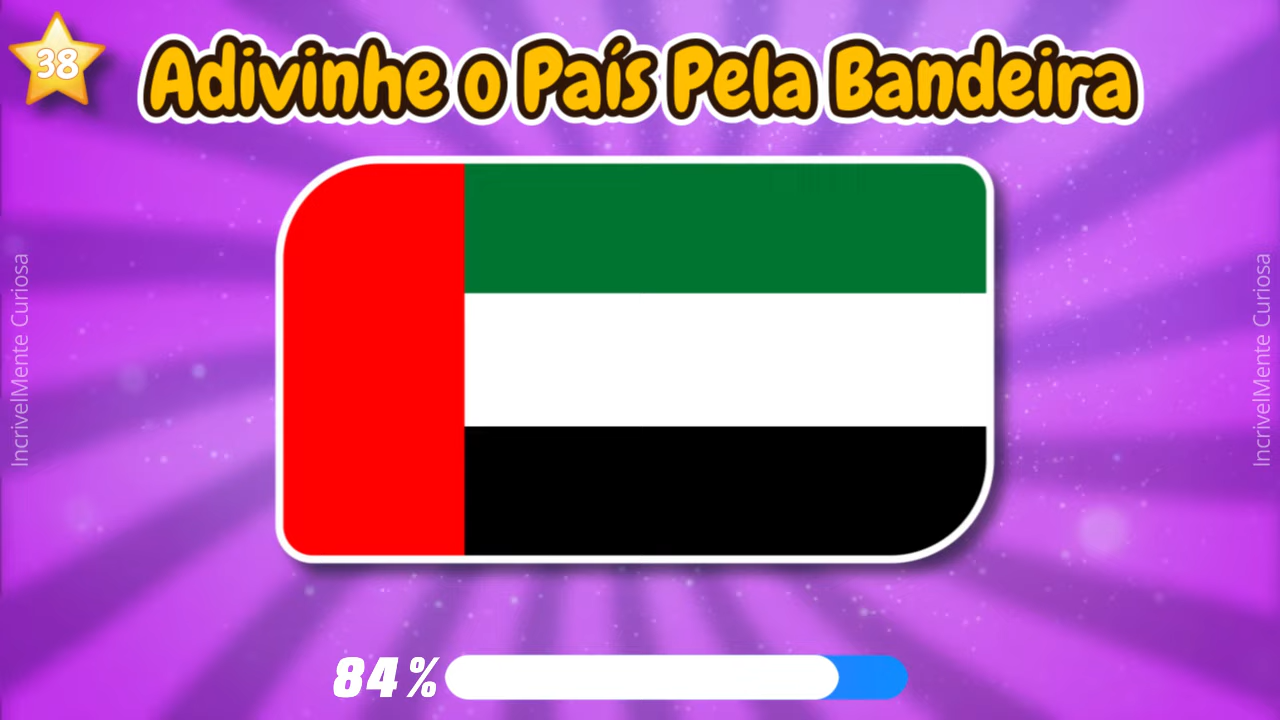 38
Adivinhe o País Pela Bandeira
IncrivelMente Curiosa
IncrivelMente Curiosa
84%